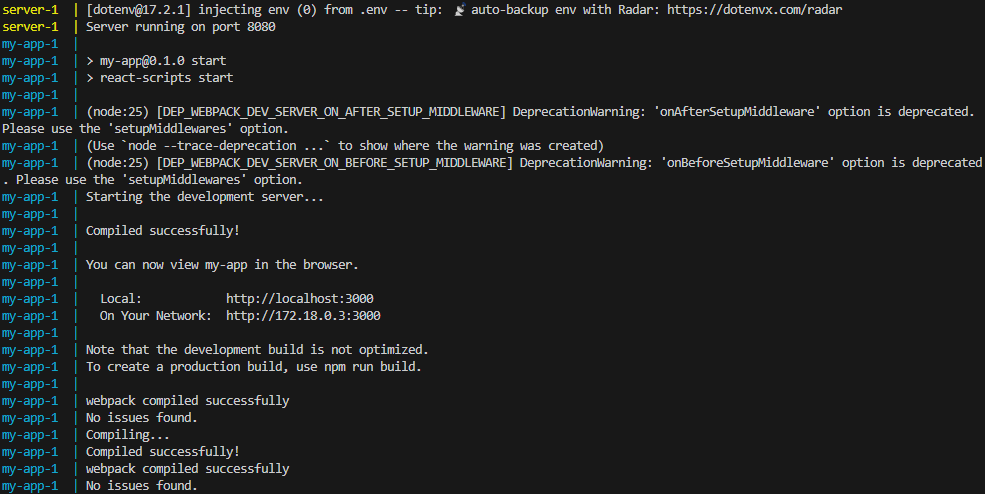 server-1  | [dotenv@17.2.1] injecting env (0) from .env -- tip: 📡 auto-backup env with Radar: https://dotenvx.com/radar
server-1  | Server running on port 8080
my-app-1  |
my-app-1  | > my-app@0.1.0 start
my-app-1  | > react-scripts start
my-app-1  |
my-app-1  | (node:25) [DEP_WEBPACK_DEV_SERVER_ON_AFTER_SETUP_MIDDLEWARE] DeprecationWarning: 'onAfterSetupMiddleware' option is deprecated.
Please use the 'setupMiddlewares' option.
my-app-1  | (Use `node --trace-deprecation ...` to show where the warning was created)
my-app-1  | (node:25) [DEP_WEBPACK_DEV_SERVER_ON_BEFORE_SETUP_MIDDLEWARE] DeprecationWarning: 'onBeforeSetupMiddleware' option is deprecated
. Please use the 'setupMiddlewares' option.
my-app-1  | Starting the development server...
my-app-1  |
my-app-1  | Compiled successfully!
my-app-1  |
my-app-1  | You can now view my-app in the browser.
my-app-1  |
my-app-1  |   Local:            http://localhost:3000
my-app-1  |   On Your Network:  http://172.18.0.3:3000
my-app-1  |
my-app-1  | Note that the development build is not optimized.
my-app-1  | To create a production build, use npm run build.
my-app-1  |
my-app-1  | webpack compiled successfully
my-app-1  | No issues found.
my-app-1  | Compiling...
my-app-1  | Compiled successfully!
my-app-1  | webpack compiled successfully
my-app-1  | No issues found.